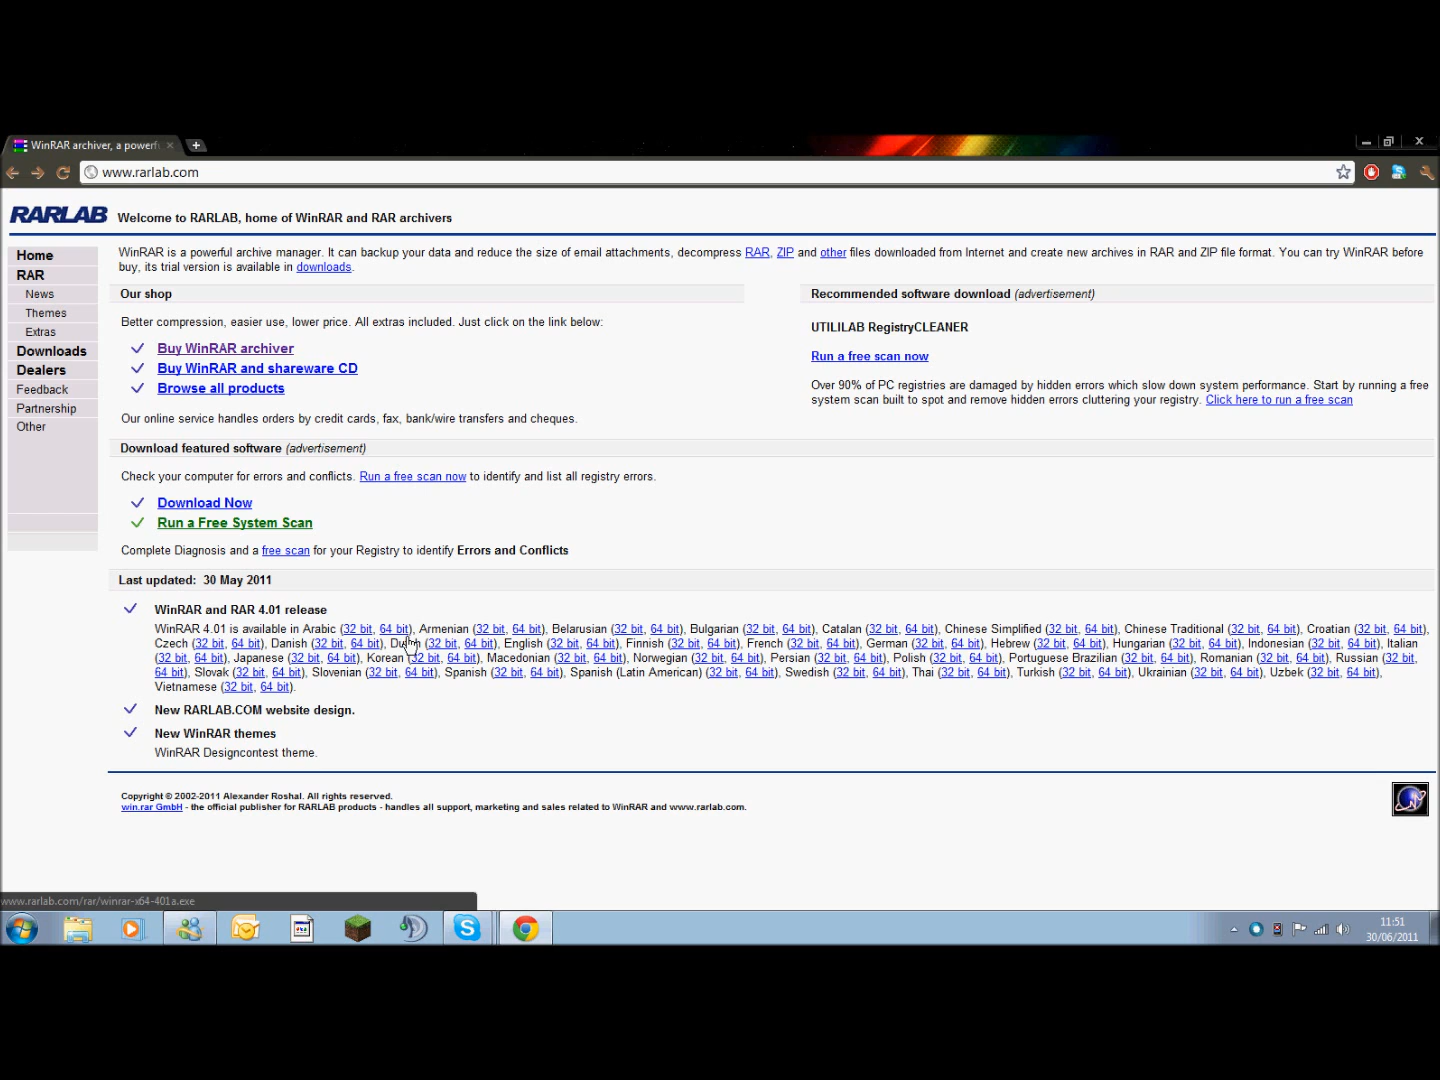 WinRAR archiver, a powerf
www.rarlab.com
RARLAB Welcome to RARLAB, home of WinRAR and RAR archivers
Home
RAR
News
Themes
Extras
Downloads
Dealers
Feedback
Partnership
Other
WinRAR is a powerful archive manager. It can backup your data and reduce the size of email attachments, decompress RAR, ZIP and other files downloaded from Internet and create new archives in RAR and ZIP file format. You can try WinRAR before
buy, its trial version is available in downloads.
Our shop
Better compression, easier use, lower price. All extras included. Just click on the link below:
Buy WinRAR archiver
Buy WinRAR and shareware CD
Browse all products
Our online service handles orders by credit cards, fax, bank/wire transfers and cheques.
Recommended software download (advertisement)
UTILILAB RegistryCLEANER
Run a free scan now
Over 90% of PC registries are damaged by hidden errors which slow down system performance. Start by running a free
system scan built to spot and remove hidden errors cluttering your registry. Click here to run a free scan
Download featured software (advertisement)
Check your computer for errors and conflicts. Run a free scan now to identify and list all registry errors.
Download Now
Run a Free System Scan
Complete Diagnosis and a free scan for your Registry to identify Errors and Conflicts
Last updated: 30 May 2011
WinRAR and RAR 4.01 release
WinRAR 4.01 is available in Arabic (32 bit, 64 bit), Armenian (32 bit, 64 bit), Belarusian (32 bit, 64 bit), Bulgarian (32 bit, 64 bit), Catalan (32 bit, 64 bit), Chinese Simplified (32 bit, 64 bit), Chinese Traditional (32 bit, 64 bit), Croatian (32 bit, 64 bit),
Czech (32 bit, 64 bit), Danish (32 bit, 64 bit), Dutch (32 bit, 64 bit), English (32 bit, 64 bit), Finnish (32 bit, 64 bit), French (32 bit, 64 bit), German (32 bit, 64 bit), Hebrew (32 bit, 64 bit), Hungarian (32 bit, 64 bit), Indonesian (32 bit, 64 bit), Italian
(32 bit, 64 bit), Japanese (32 bit, 64 bit), Korean (32 bit, 64 bit), Macedonian (32 bit, 64 bit), Norwegian (32 bit, 64 bit), Persian (32 bit, 64 bit), Polish (32 bit, 64 bit), Portuguese Brazilian (32 bit, 64 bit), Romanian (32 bit, 64 bit), Russian (32 bit,
64 bit), Slovak (32 bit, 64 bit), Slovenian (32 bit, 64 bit), Spanish (32 bit, 64 bit), Spanish (Latin American) (32 bit, 64 bit), Swedish (32 bit, 64 bit), Thai (32 bit, 64 bit), Turkish (32 bit, 64 bit), Ukrainian (32 bit, 64 bit), Uzbek (32 bit, 64 bit),
Vietnamese (32 bit, 64 bit).
New RARLAB.COM website design.
New WinRAR themes
WinRAR Designcontest theme.
Copyright © 2002-2011 Alexander Roshal. All rights reserved.
win.rar GmbH - the official publisher for RARLAB products - handles all support, marketing and sales related to WinRAR and www.rarlab.com.
www.rarlab.com/rar/winrar-x64-401a.exe
11:51
30/06/2011